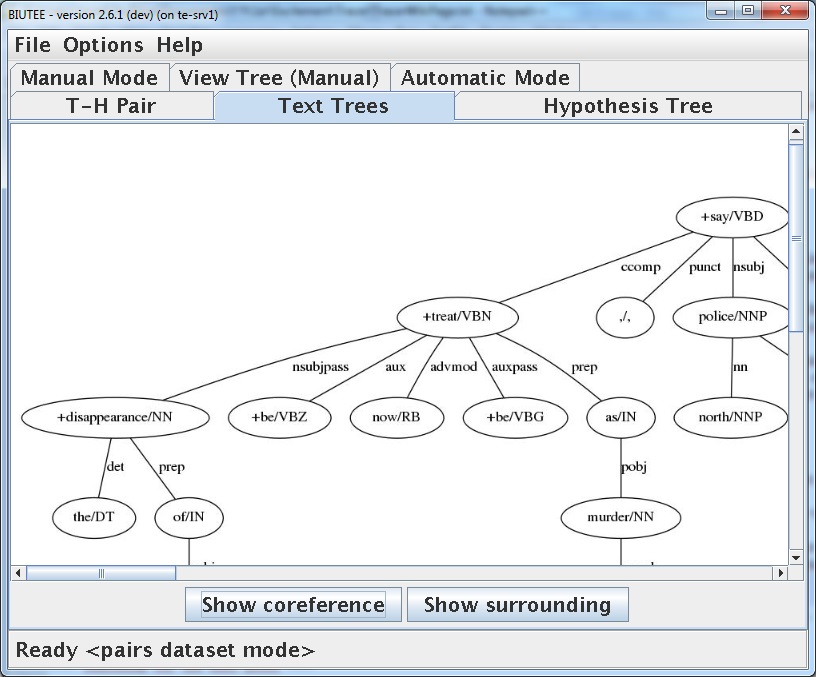 BIUTEE - version 2.6.1 (dev) (on te-srv1)
File Options Help
Manual Mode View Tree (Manual) Automatic Mode
T-H Pair Text Trees Hypothesis Tree
+say/VBD
ccomp punct nsubj
+treat/VBN ,/, police/NNP
nsubjpass aux advmod auxpass prep nn
+disappearance/NN +be/VBZ now/RB +be/VBG as/IN north/NNP
det prep pobj
the/DT of/IN murder/NN
Show coreference Show surrounding
Ready <pairs dataset mode>